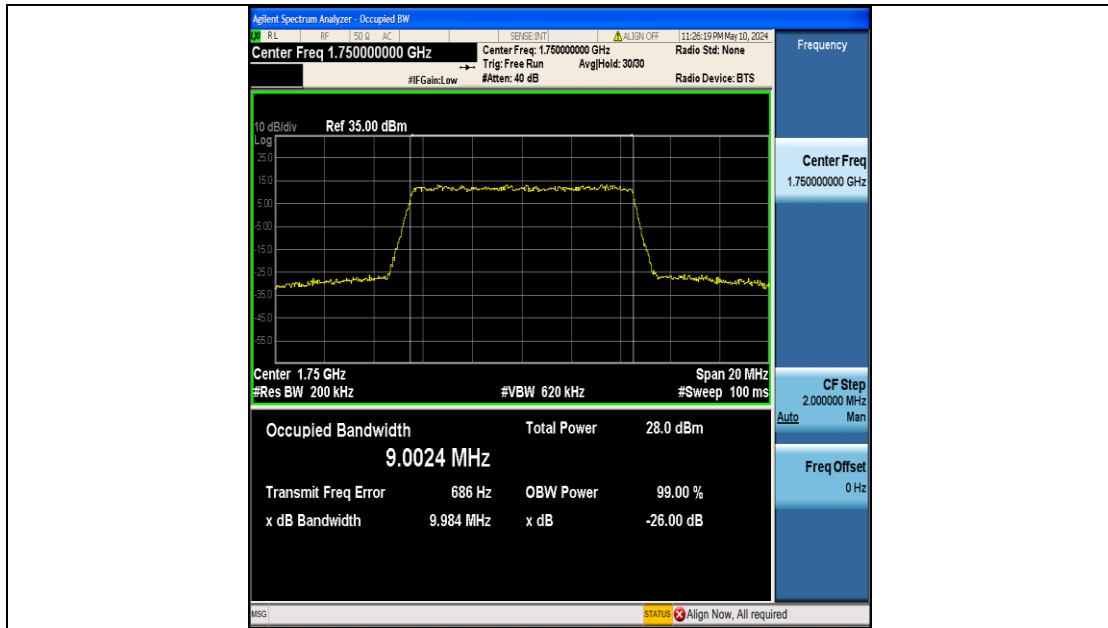 Agilent Spectrum Analyzer - Occupied BW
RL RF 50 Ω AC SENSE:INT ALIGN OFF 11:26:19 PM May 10, 2024
Center Freq 1.750000000 GHz
Center Freq: 1.750000000 GHz
Radio Std: None
Trig: Free Run Avg|Hold: 30/30
#IFGain:Low
#Atten: 40 dB
Radio Device: BTS
Frequency
10 dB/div Ref 35.00 dBm
Log
25.0
15.0
5.00
-5.00
-15.0
-25.0
-35.0
-45.0
-55.0
Center 1.75 GHz Span 20 MHz
#Res BW 200 kHz #VBW 620 kHz #Sweep 100 ms
Occupied Bandwidth Total Power 28.0 dBm
9.0024 MHz
Transmit Freq Error 686 Hz OBW Power 99.00 %
x dB Bandwidth 9.984 MHz x dB -26.00 dB
Center Freq
1.750000000 GHz
CF Step
2.000000 MHz
Auto Man
Freq Offset
0 Hz
MSG STATUS Align Now, All required